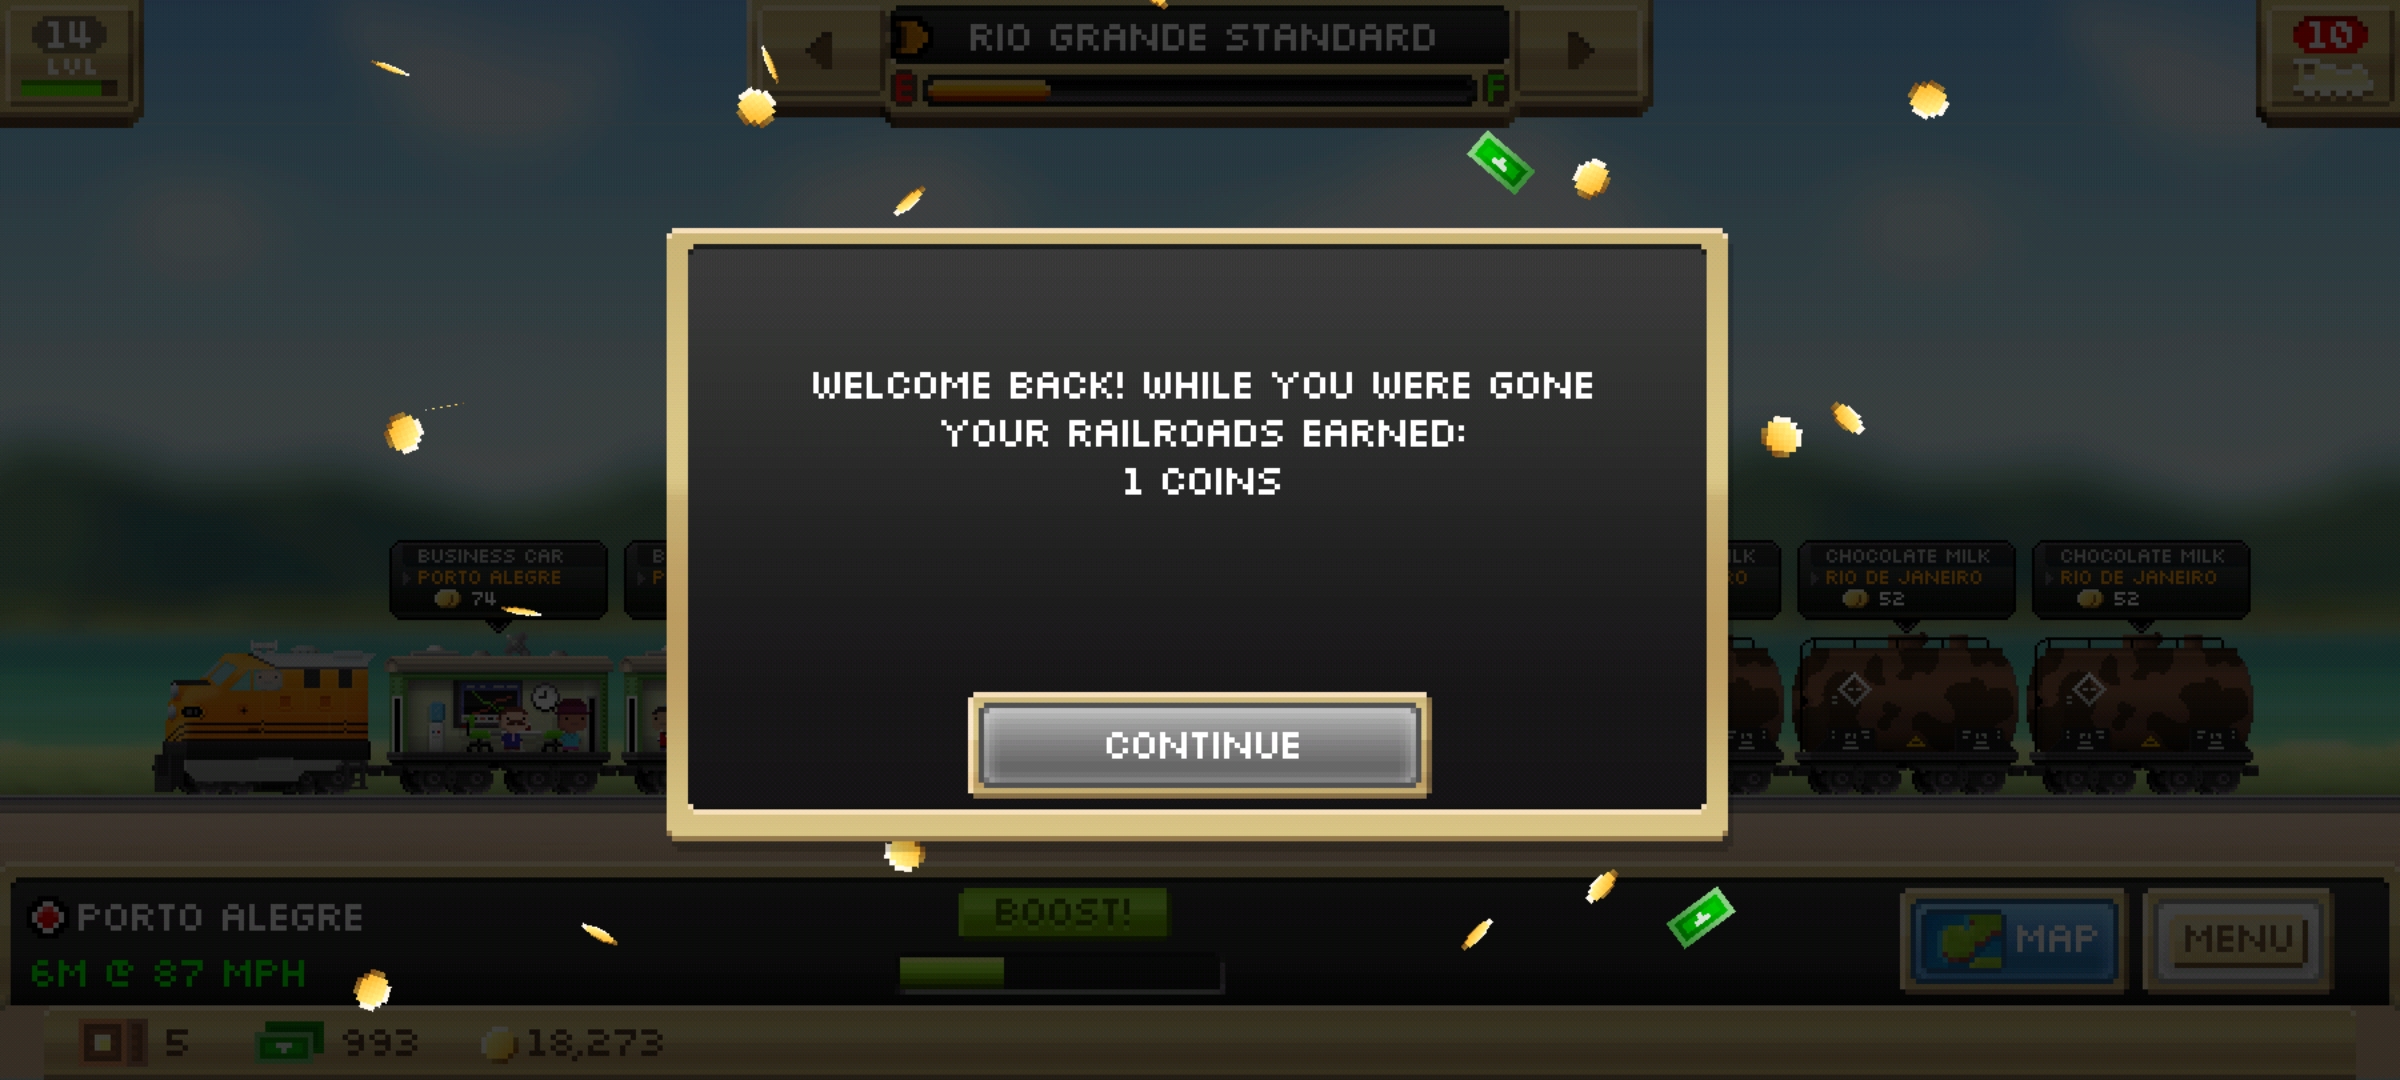 14
LVL
RIO GRANDE STANDARD
E
F
10
WELCOME BACK! WHILE YOU WERE GONE
YOUR RAILROADS EARNED:
1 COINS
CONTINUE
BUSINESS CAR
PORTO ALEGRE
74
CHOCOLATE MILK
RIO DE JANEIRO
52
CHOCOLATE MILK
RIO DE JANEIRO
52
PORTO ALEGRE
6M @ 87 MPH
BOOST!
MAP
MENU
5
993
18,273